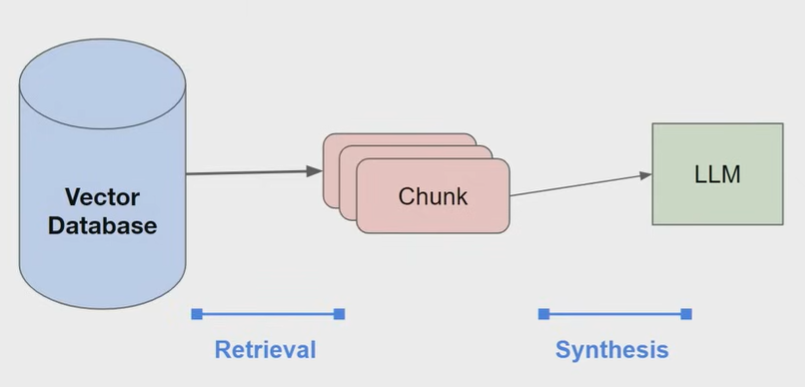 Vector
Database
Chunk
LLM
Retrieval
Synthesis